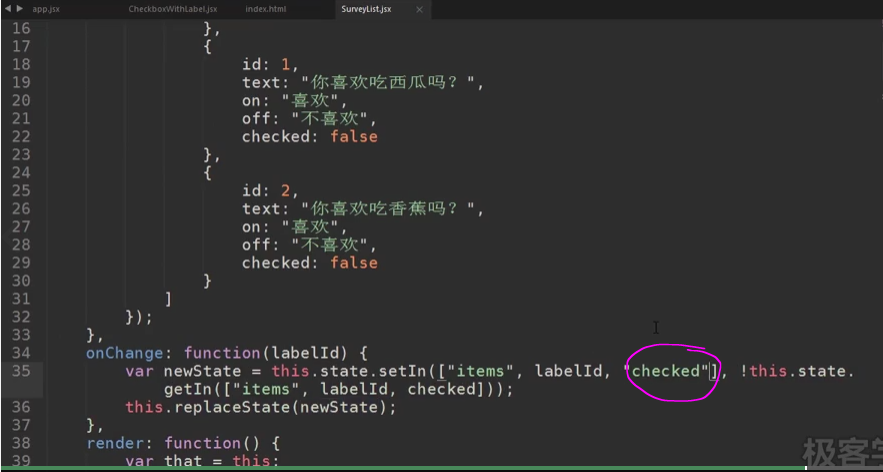 app.jsx CheckboxWithLabel.jsx index.html SurveyList.jsx ×
16 },
17 {
18 id: 1,
19 text: "你喜欢吃西瓜吗？",
20 on: "喜欢",
21 off: "不喜欢",
22 checked: false
23 },
24 {
25 id: 2,
26 text: "你喜欢吃香蕉吗？",
27 on: "喜欢",
28 off: "不喜欢",
29 checked: false
30 }
31 ]
32 });
33 },
34 onChange: function(labelId) {
35 var newState = this.state.setIn(["items", labelId, "checked"], !this.state.
getIn(["items", labelId, checked]));
36 this.replaceState(newState);
37 },
38 render: function() {
39 var that = this;
极客学